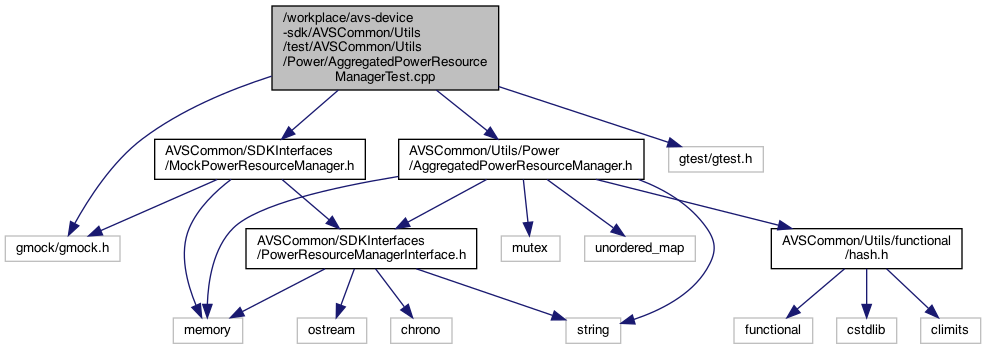 /workplace/avs-device
-sdk/AVSCommon/Utils
/test/AVSCommon/Utils
/Power/AggregatedPowerResource
ManagerTest.cpp
AVSCommon/SDKInterfaces
/MockPowerResourceManager.h
AVSCommon/Utils/Power
/AggregatedPowerResourceManager.h
gtest/gtest.h
gmock/gmock.h
AVSCommon/SDKInterfaces
/PowerResourceManagerInterface.h
mutex
unordered_map
AVSCommon/Utils/functional
/hash.h
memory
ostream
chrono
string
functional
cstdlib
climits